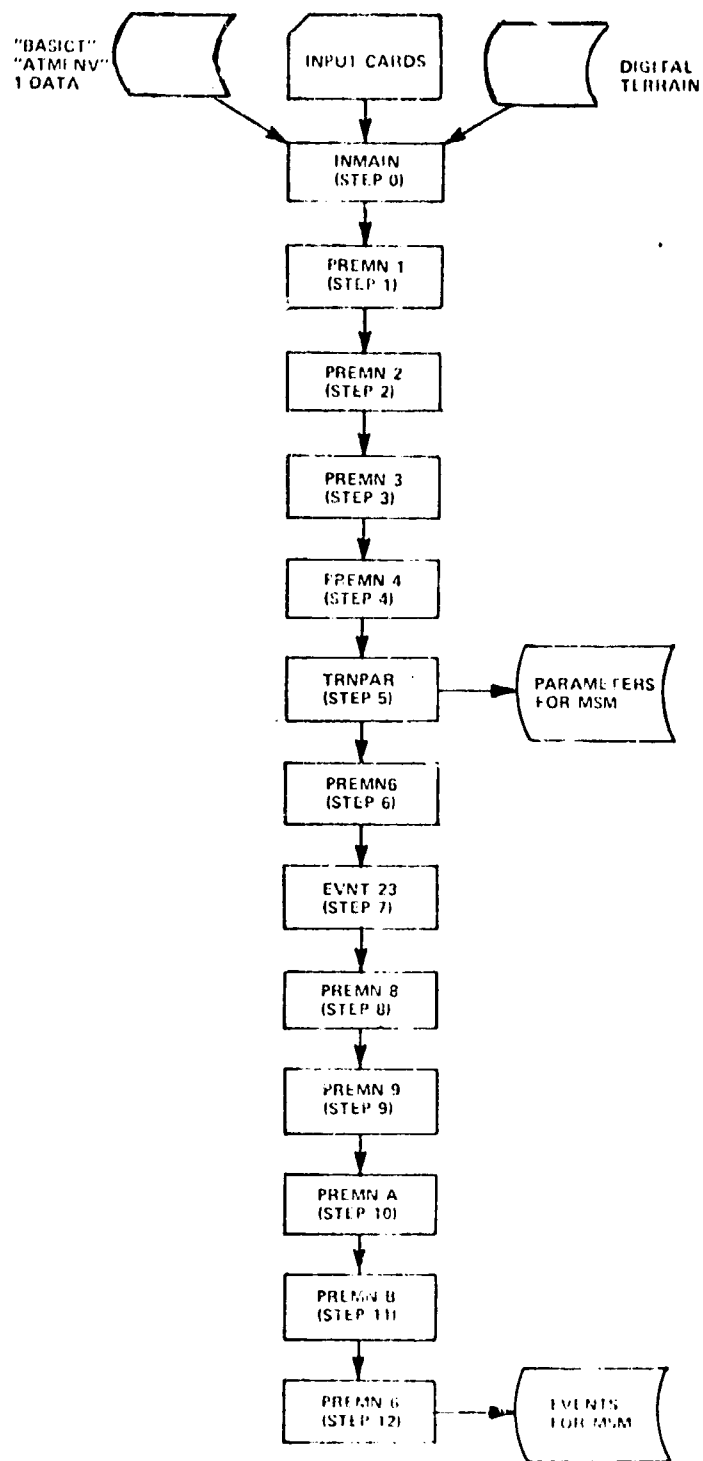 "BASICT"
"ATMENV"
1 DATA
INPUT CARDS
DIGITAL
TERRAIN
INMAIN
(STEP 0)
PREMN 1
(STEP 1)
PREMN 2
(STEP 2)
PREMN 3
(STEP 3)
PREMN 4
(STEP 4)
TRNPAR
(STEP 5)
PARAMETERS
FOR MSM
PREMN6
(STEP 6)
EVNT 23
(STEP 7)
PREMN 8
(STEP 8)
PREMN 9
(STEP 9)
PREMN A
(STEP 10)
PREMN B
(STEP 11)
PREMN 6
(STEP 12)
EVENTS
FOR MSM